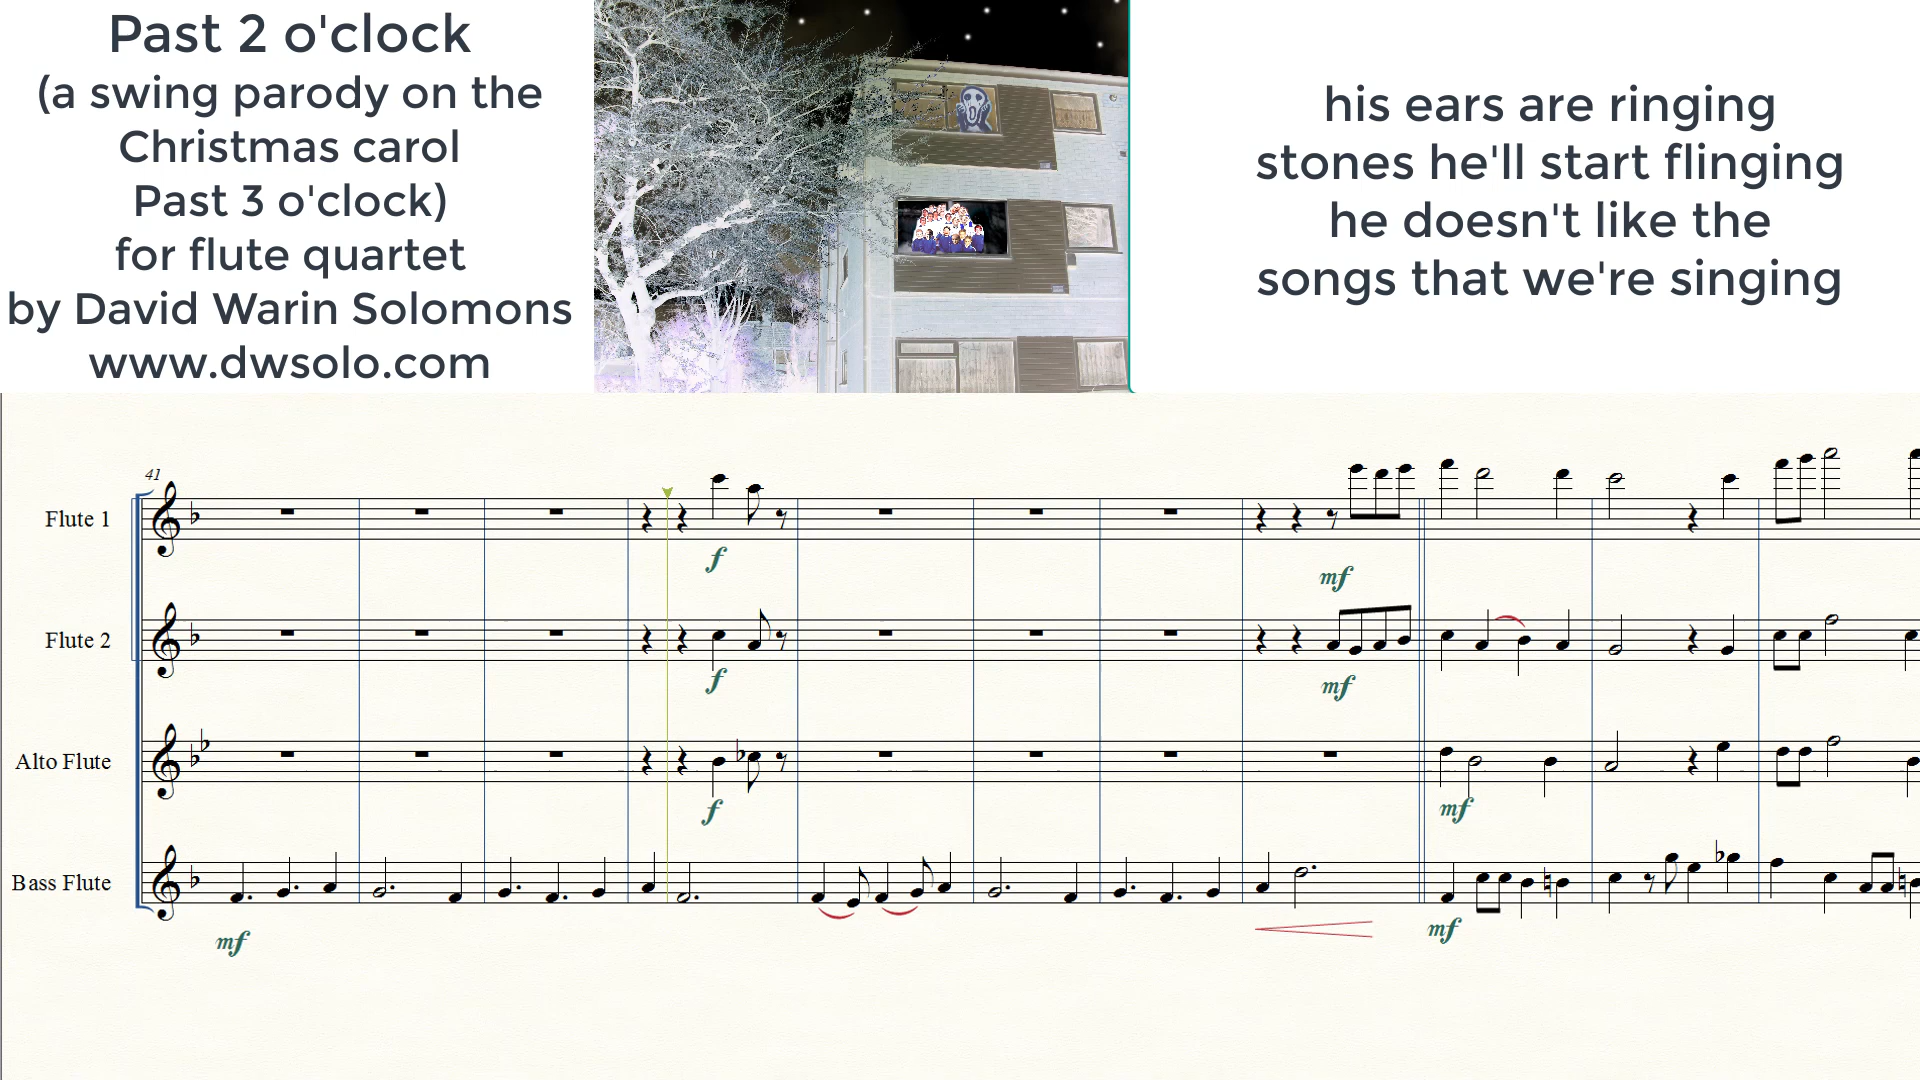 Past 2 o'clock
(a swing parody on the
Christmas carol
Past 3 o'clock)
for flute quartet
by David Warin Solomons
www.dwsolo.com
his ears are ringing
stones he'll start flinging
he doesn't like the
songs that we're singing
41
Flute 1
f
mf
Flute 2
f
mf
Alto Flute
f
mf
Bass Flute
mf
mf